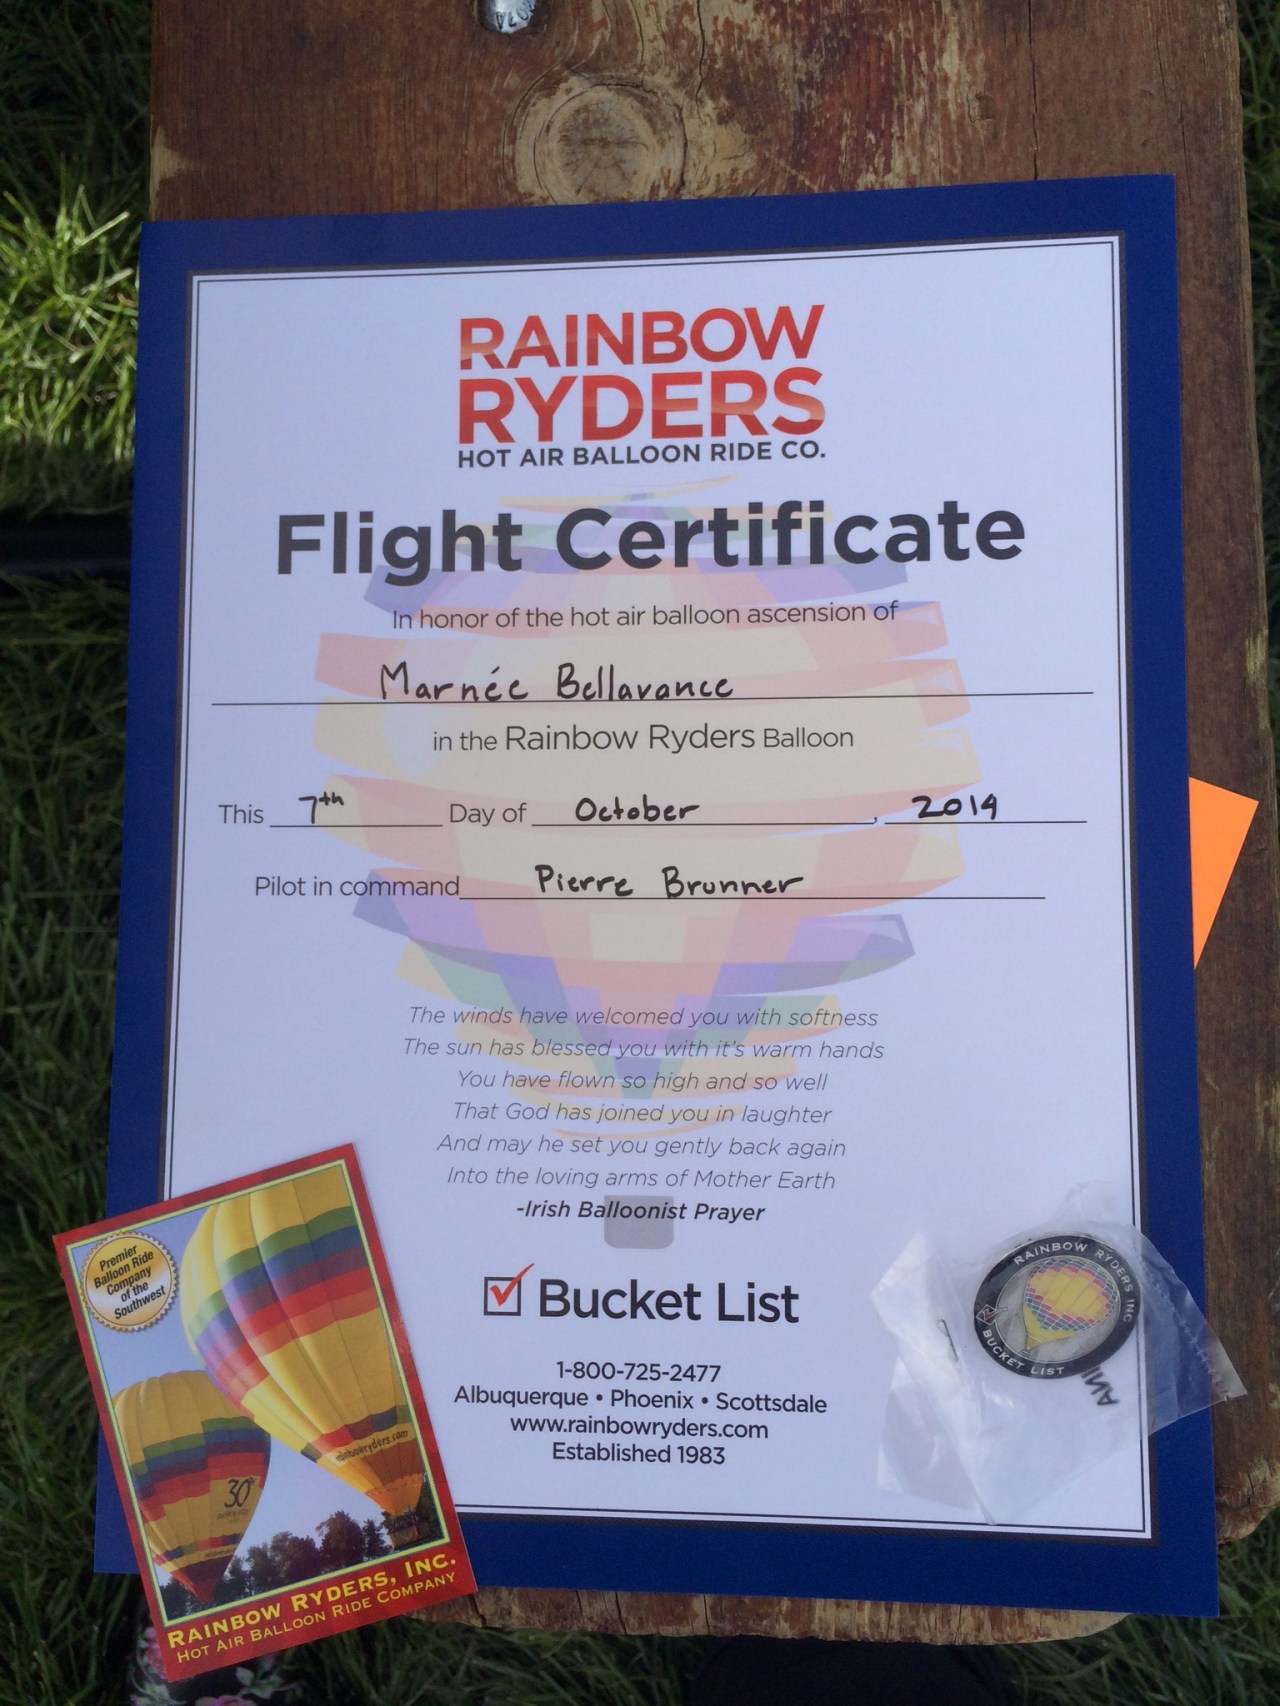 RAINBOW
RYDERS
HOT AIR BALLOON RIDE CO.
Flight Certificate
In honor of the hot air balloon ascension of
Marnée Bellavance
in the Rainbow Ryders Balloon
This 7th Day of October, 2014
Pilot in command Pierre Brunner
The winds have welcomed you with softness
The sun has blessed you with it's warm hands
You have flown so high and so well
That God has joined you in laughter
And may he set you gently back again
Into the loving arms of Mother Earth
-Irish Balloonist Prayer
Bucket List
1-800-725-2477
Albuquerque • Phoenix • Scottsdale
www.rainbowryders.com
Established 1983
Premier
Balloon Ride
Company
of the
Southwest
rainbowryders.com
30th
RAINBOW RYDERS, INC.
HOT AIR BALLOON RIDE COMPANY
RAINBOW RYDERS INC
BUCKET LIST